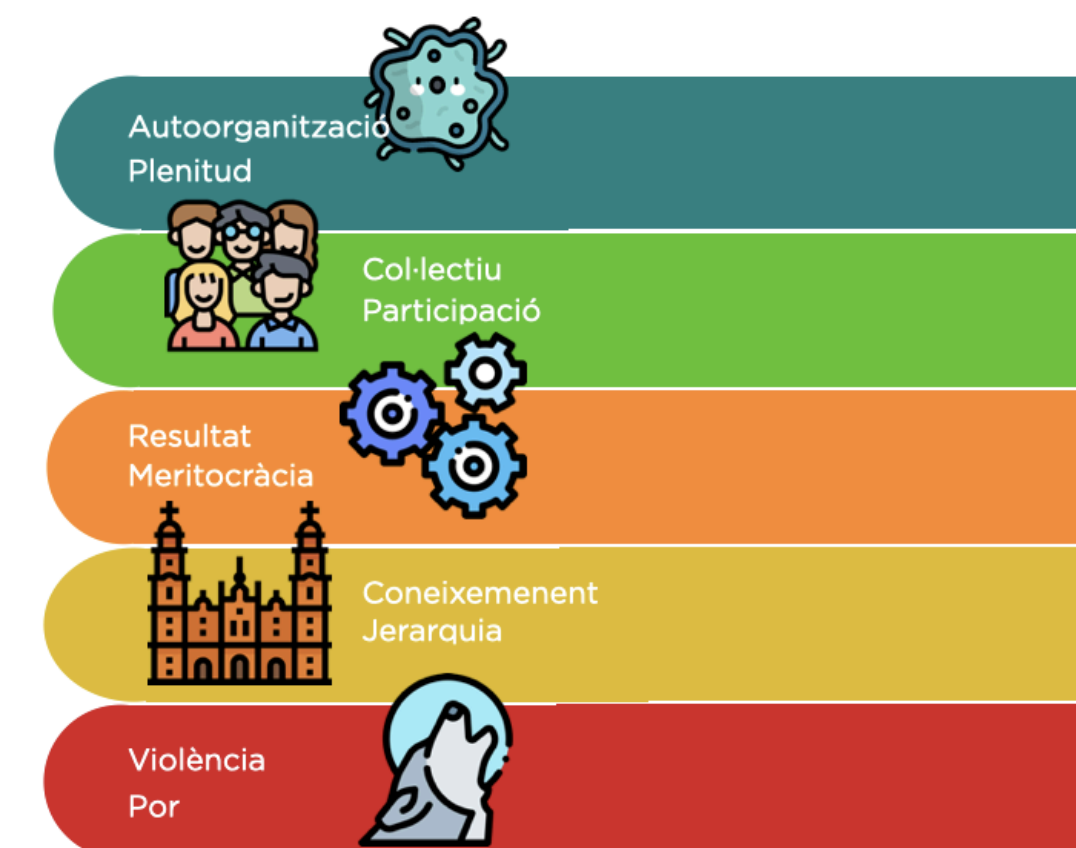 Autoorganització
Plenitud
Col·lectiu
Participació
Resultat
Meritocràcia
Coneixemenent
Jerarquia
Violència
Por